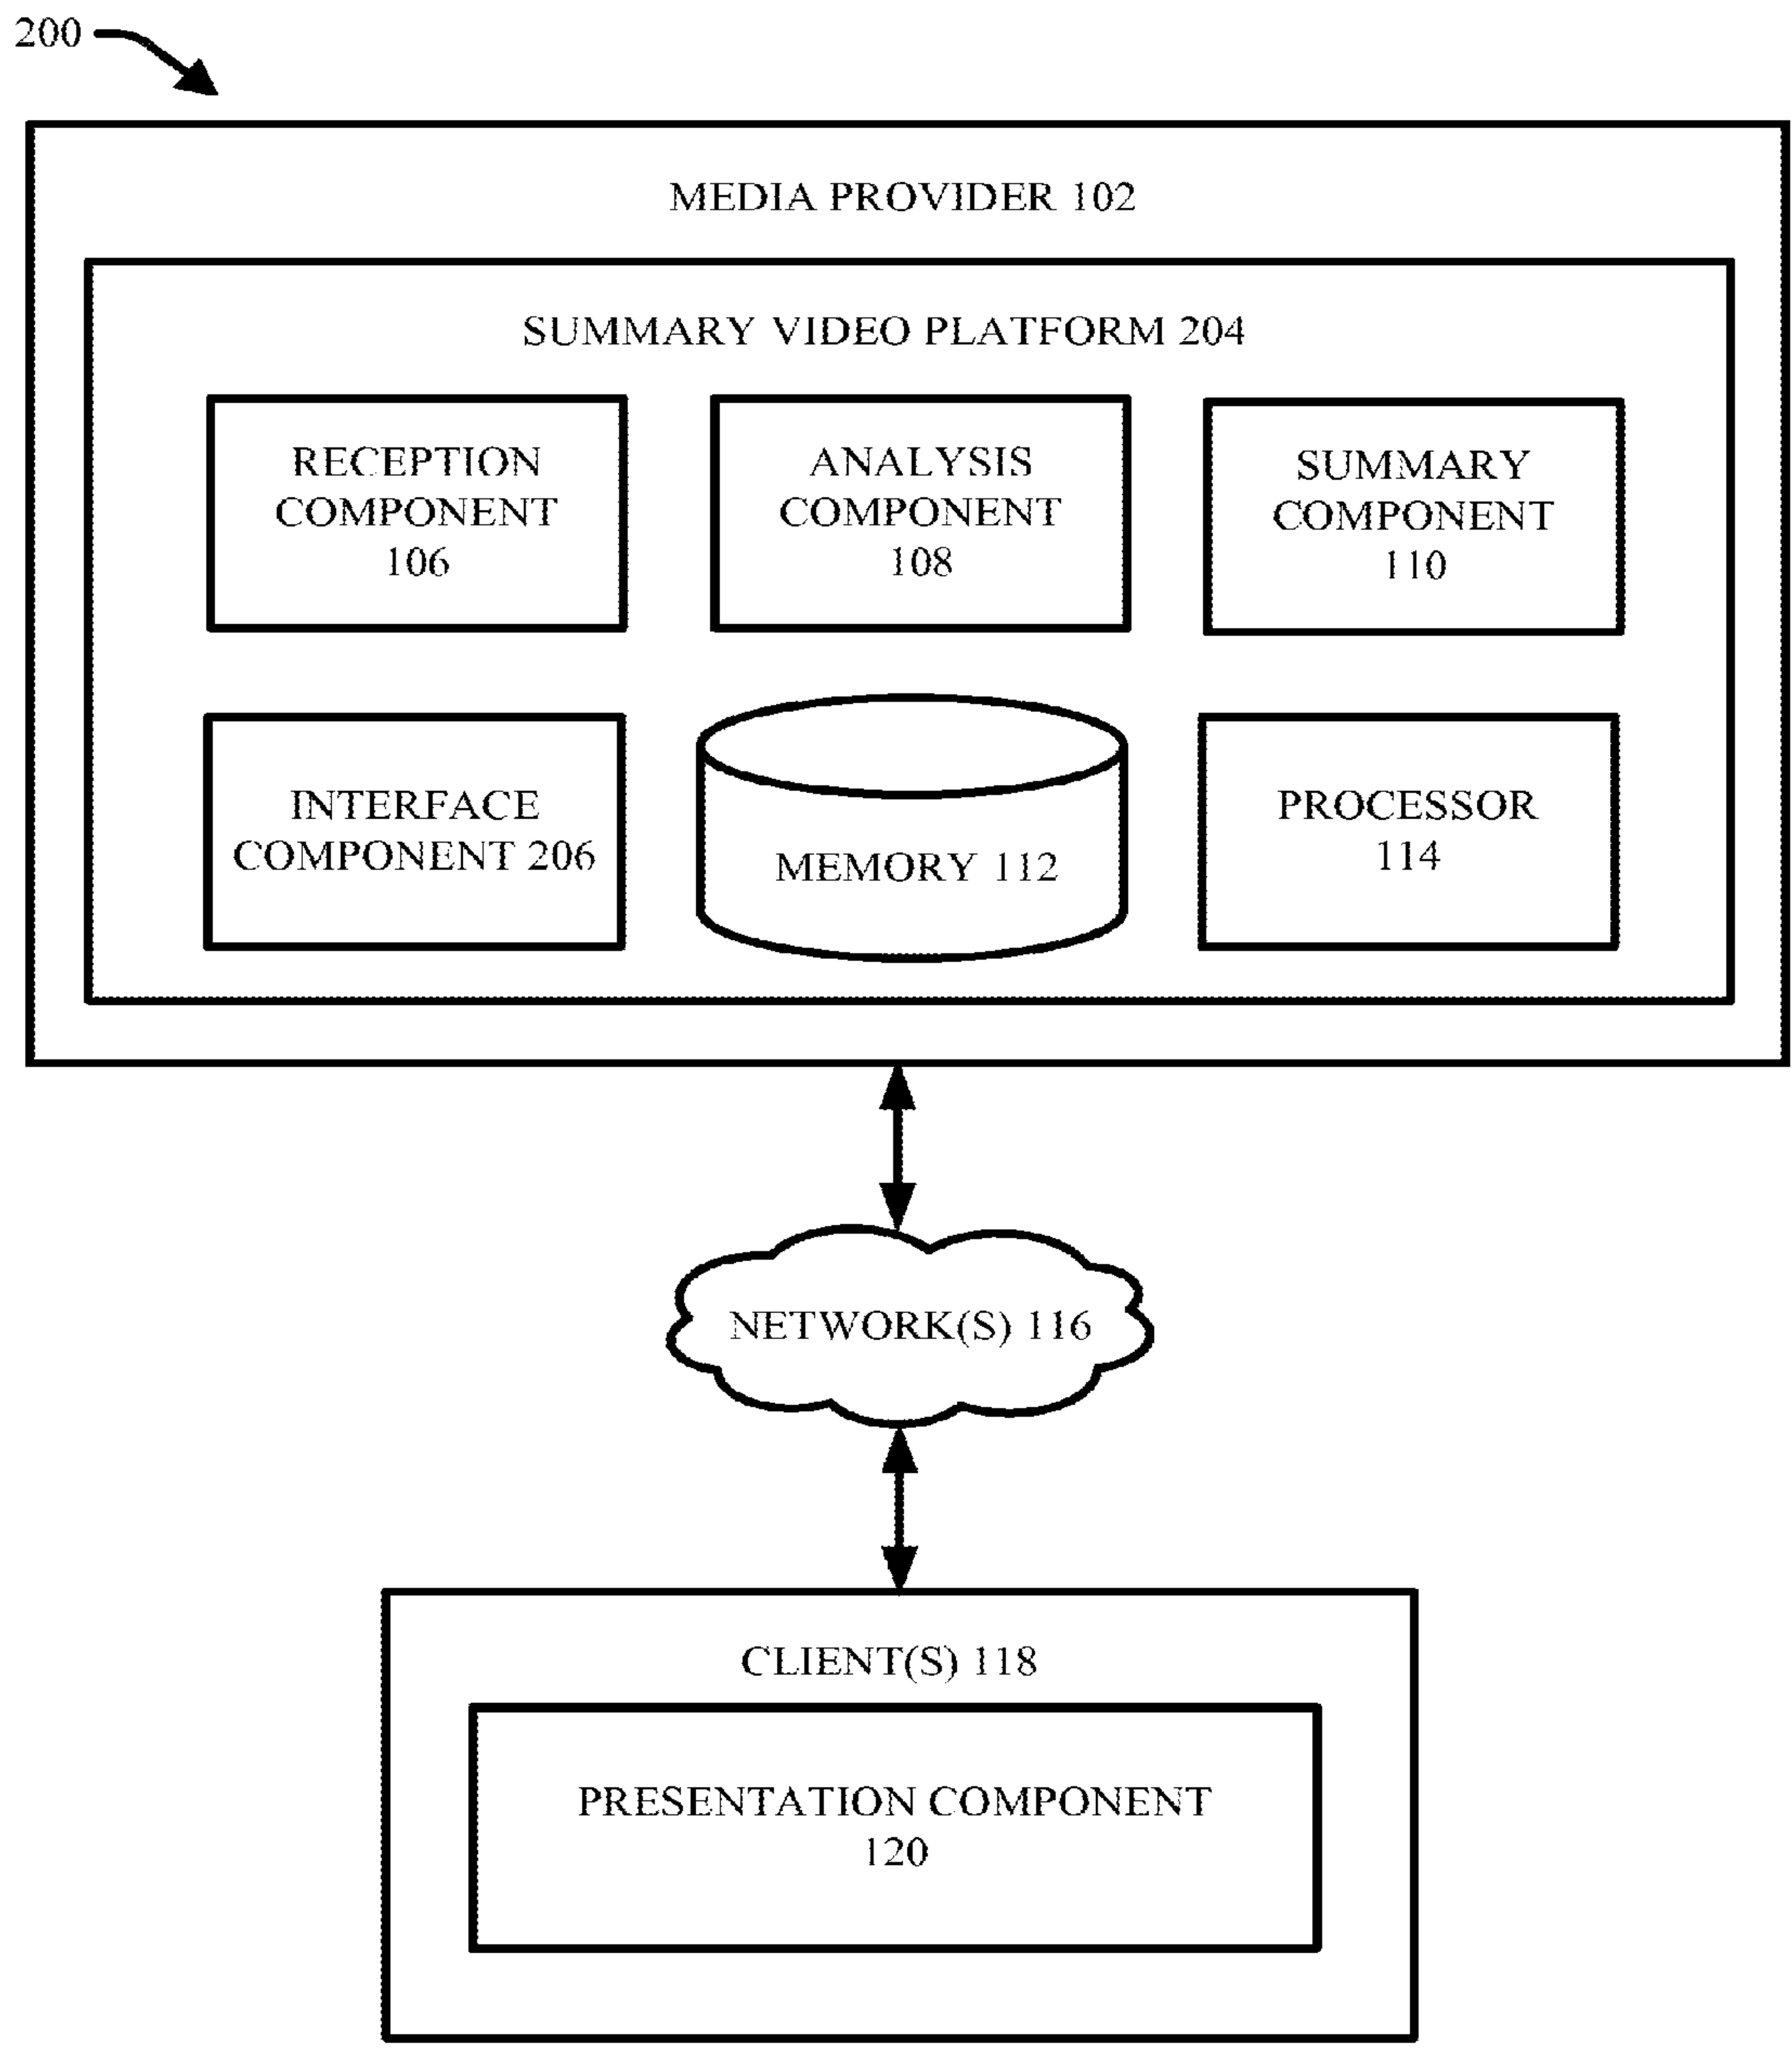 200
MEDIA PROVIDER 102
SUMMARY VIDEO PLATFORM 204
RECEPTION
COMPONENT
106
ANALYSIS
COMPONENT
108
SUMMARY
COMPONENT
110
INTERFACE
COMPONENT 206
MEMORY 112
PROCESSOR
114
NETWORK(S) 116
CLIENT(S) 118
PRESENTATION COMPONENT
120